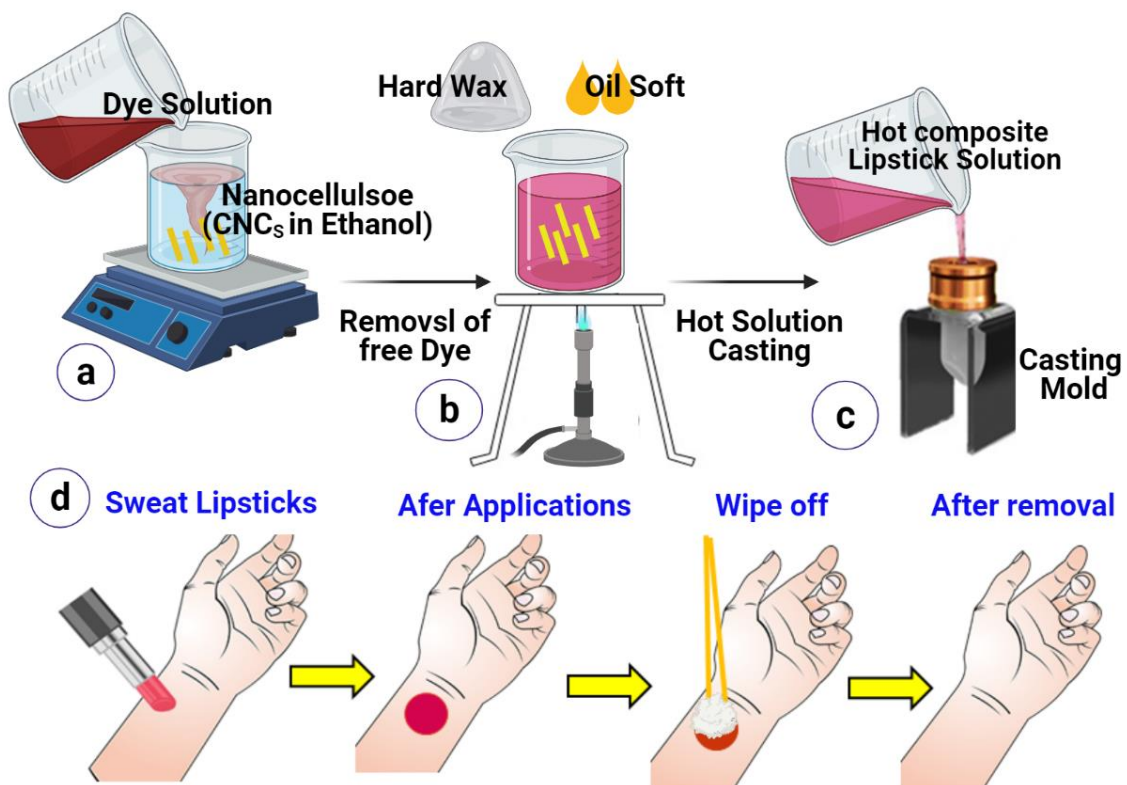 Hard Wax
Oil Soft
Dye Solution
Hot composite
Lipstick Solution
Nanocellulsoe
(CNCs in Ethanol)
Removsl of
free Dye
Hot Solution
Casting
Casting
Mold
a
b
c
d
Sweat Lipsticks
Afer Applications
Wipe off
After removal